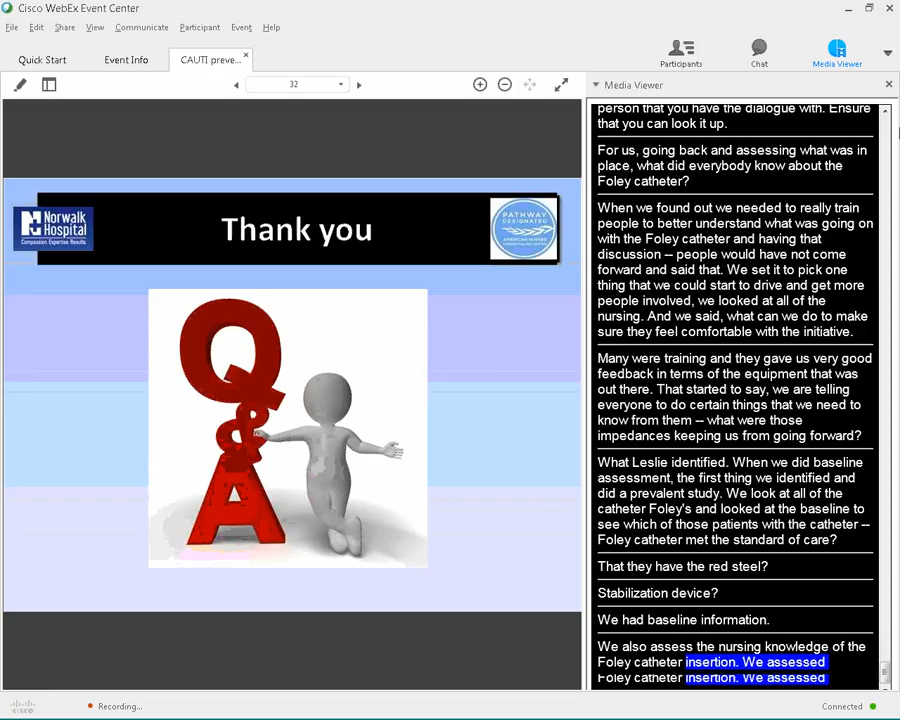 Cisco WebEx Event Center
File Edit Share View Communicate Participant Event Help
Quick Start Event Info CAUTI preve...
Participants Chat Media Viewer
32
Media Viewer
Norwalk
Hospital
Compassion. Expertise. Results.
Thank you
PATHWAY
DESIGNATED
AMERICAN NURSES
CREDENTIALING CENTER
Q
&
A
person that you have the dialogue with. Ensure
that you can look it up.
For us, going back and assessing what was in
place, what did everybody know about the
Foley catheter?
When we found out we needed to really train
people to better understand what was going on
with the Foley catheter and having that
discussion -- people would have not come
forward and said that. We set it to pick one
thing that we could start to drive and get more
people involved, we looked at all of the
nursing. And we said, what can we do to make
sure they feel comfortable with the initiative.
Many were training and they gave us very good
feedback in terms of the equipment that was
out there. That started to say, we are telling
everyone to do certain things that we need to
know from them -- what were those
impedances keeping us from going forward?
What Leslie identified. When we did baseline
assessment, the first thing we identified and
did a prevalent study. We look at all of the
catheter Foley's and looked at the baseline to
see which of those patients with the catheter --
Foley catheter met the standard of care?
That they have the red steel?
Stabilization device?
We had baseline information.
We also assess the nursing knowledge of the
Foley catheter insertion. We assessed
Foley catheter insertion. We assessed
cisco
Recording...
Connected